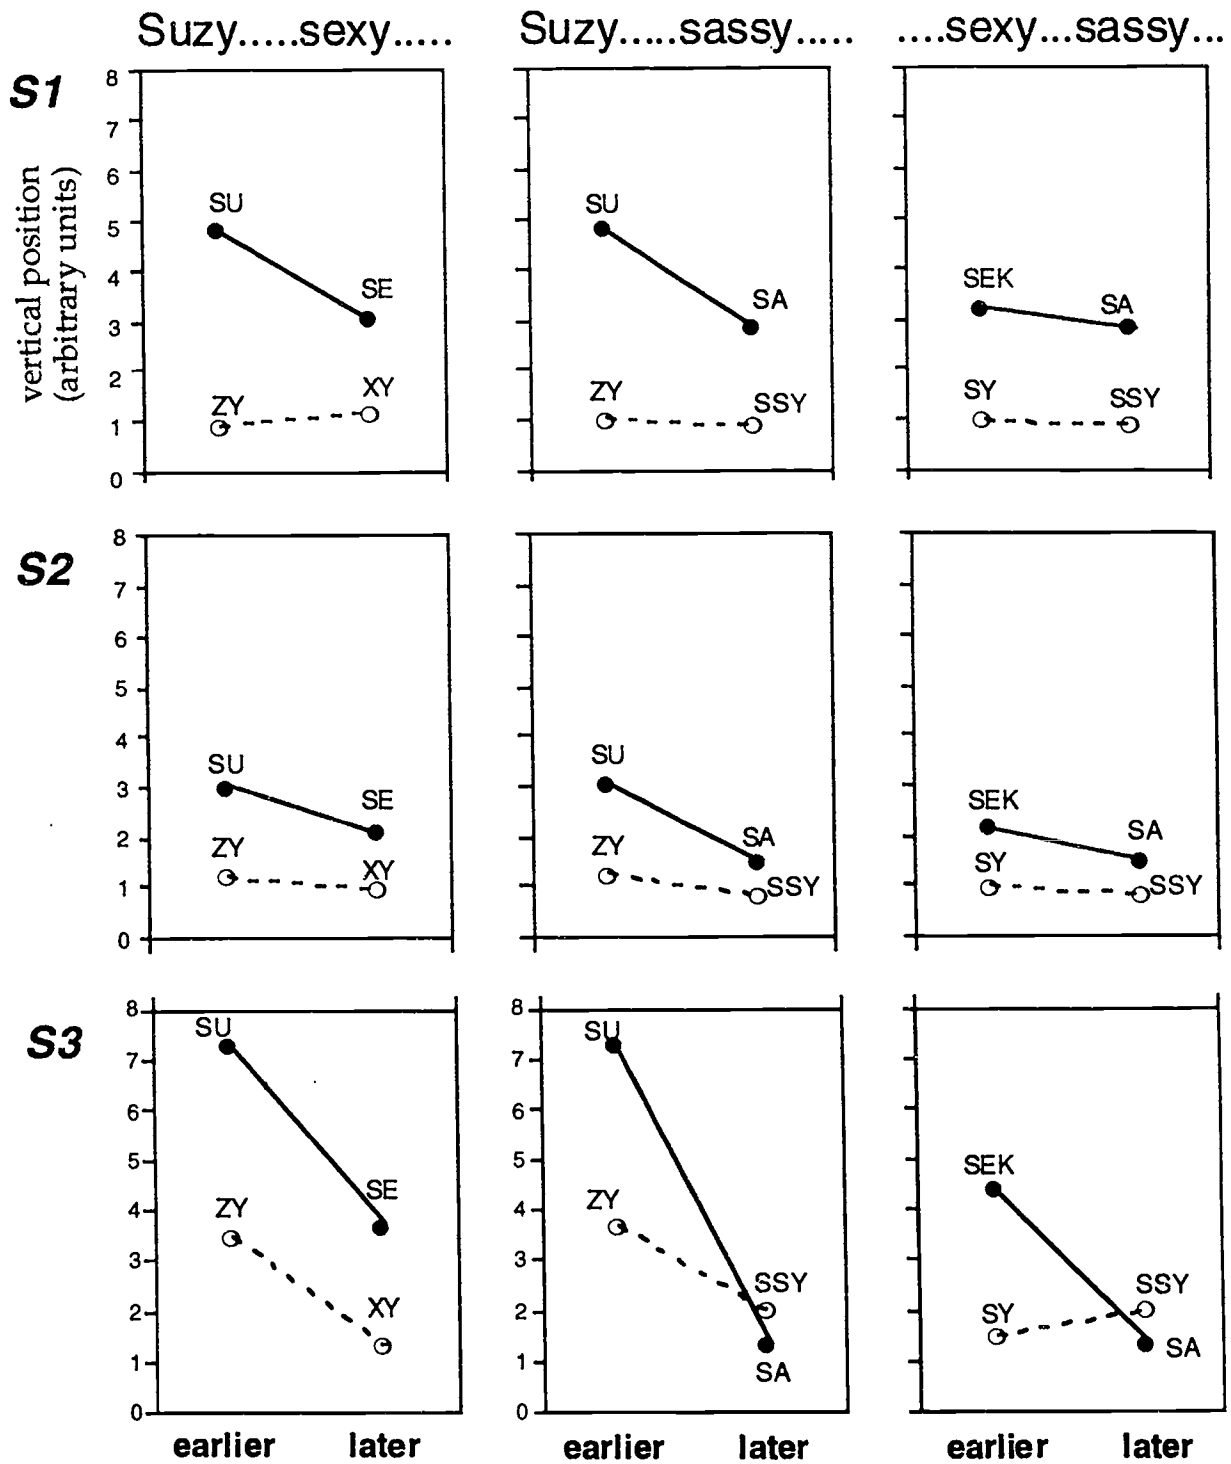 Suzy.....sexy.....
Suzy.....sassy.....
....sexy...sassy...
S1
vertical position
(arbitrary units)
8
7
6
5
4
3
2
1
0
SU
SE
ZY
XY
SU
SA
ZY
SSY
SEK
SA
SY
SSY
S2
8
7
6
5
4
3
2
1
0
SU
SE
ZY
XY
SU
SA
ZY
SSY
SEK
SA
SY
SSY
S3
8
7
6
5
4
3
2
1
0
SU
SE
ZY
XY
8
7
6
5
4
3
2
1
0
SU
ZY
SSY
SA
SEK
SSY
SY
SA
earlier later
earlier later
earlier later